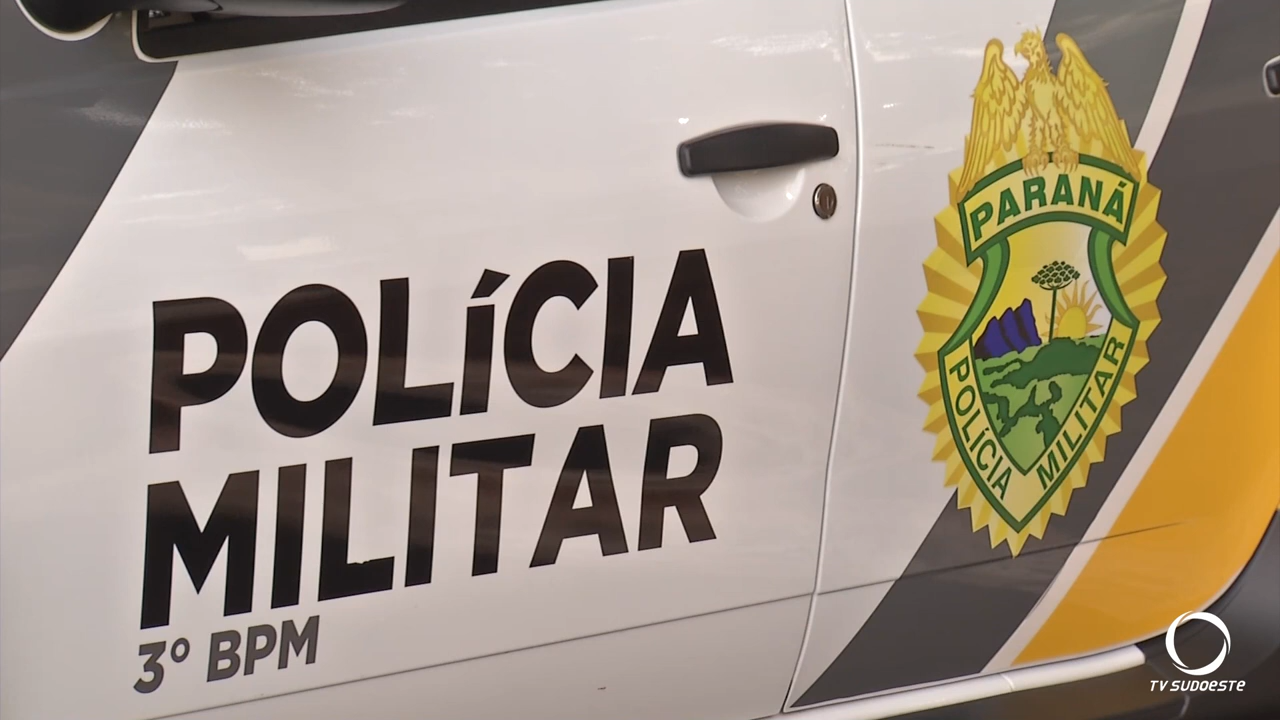 POLÍCIA
MILITAR
3º BPM
PARANÁ
POLÍCIA MILITAR
TV SUDOESTE